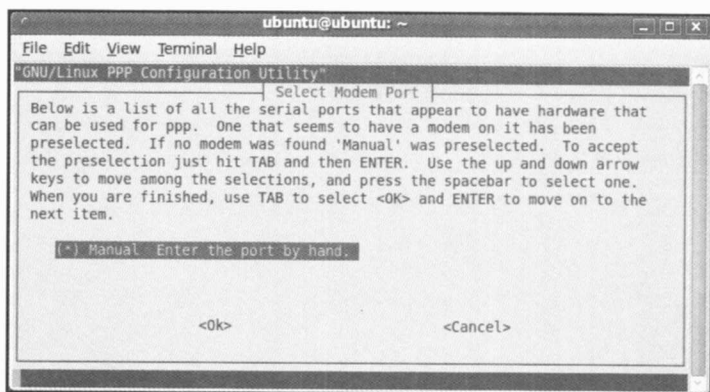 ubuntu@ubuntu: ~
File Edit View Terminal Help
"GNU/Linux PPP Configuration Utility"
Select Modem Port
Below is a list of all the serial ports that appear to have hardware that
can be used for ppp. One that seems to have a modem on it has been
preselected. If no modem was found 'Manual' was preselected. To accept
the preselection just hit TAB and then ENTER. Use the up and down arrow
keys to move among the selections, and press the spacebar to select one.
When you are finished, use TAB to select <OK> and ENTER to move on to the
next item.
(*) Manual Enter the port by hand.
<Ok> <Cancel>